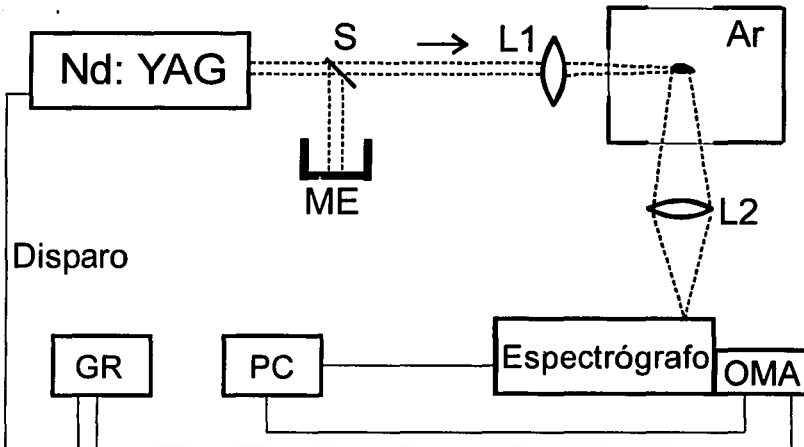 S
L1
Ar
Nd: YAG
ME
L2
Disparo
GR
PC
Espectrógrafo
OMA